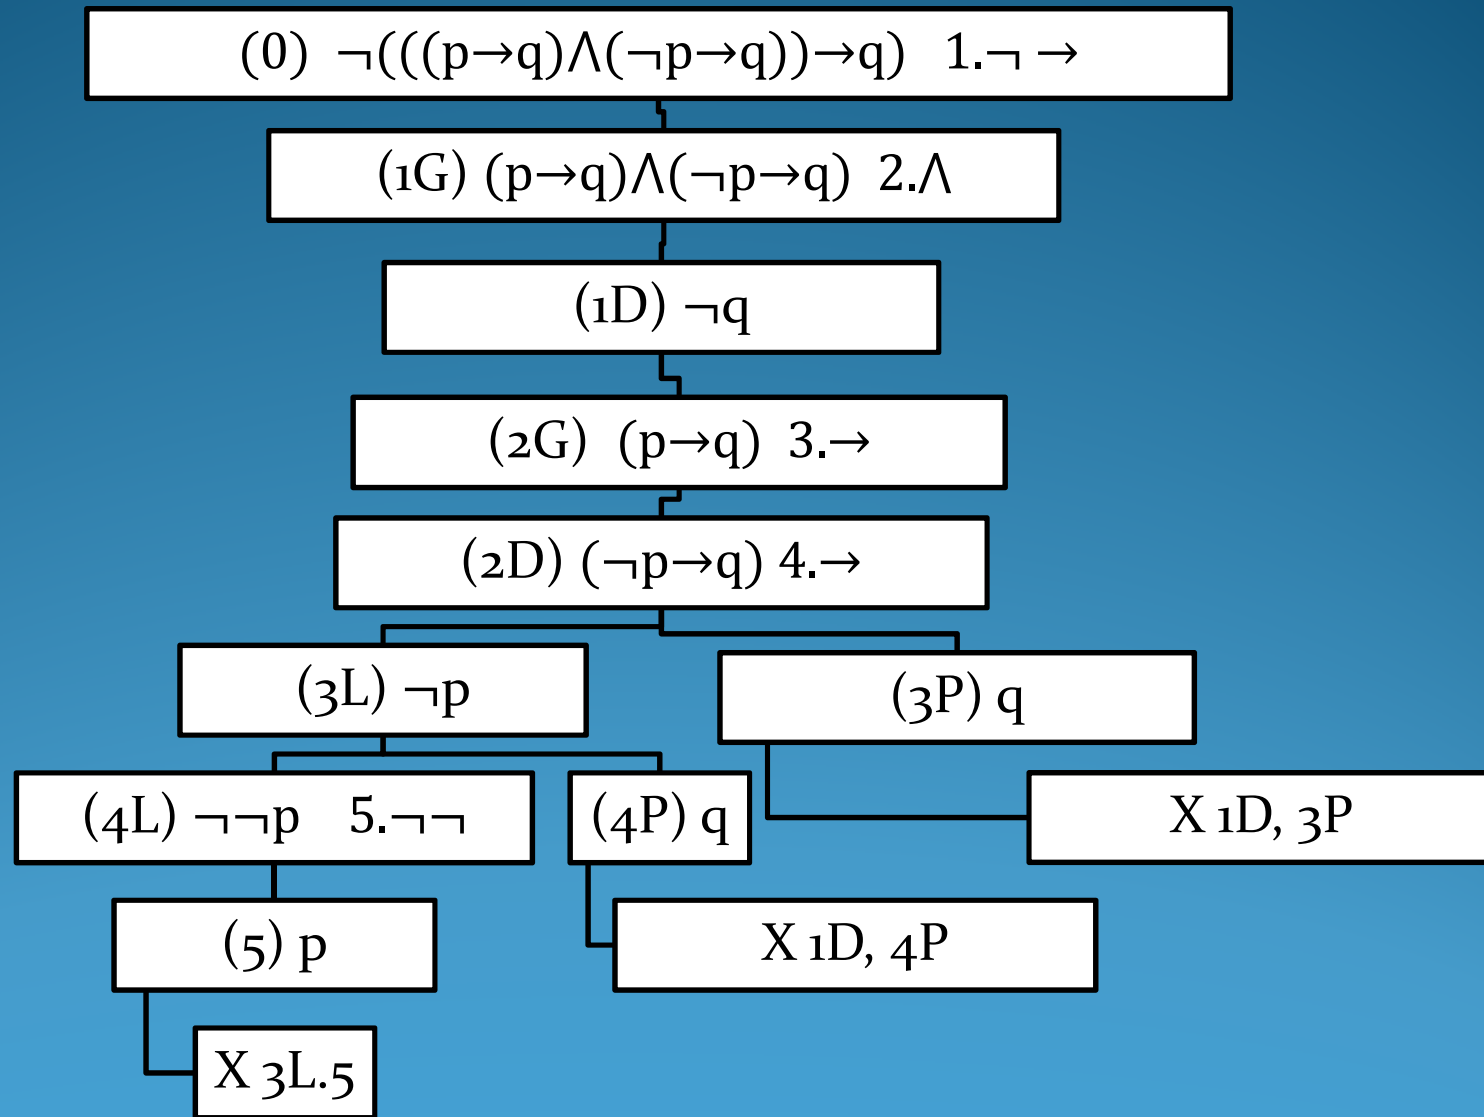 (0) ¬(((p→q)⋀(¬p→q))→q) 1.¬ →
(1G) (p→q)⋀(¬p→q) 2.⋀
(1D) ¬q
(2G) (p→q) 3.→
(2D) (¬p→q) 4.→
(3L) ¬p
(3P) q
(4L) ¬¬p 5.¬¬
(4P) q
X 1D, 3P
(5) p
X 1D, 4P
X 3L.5